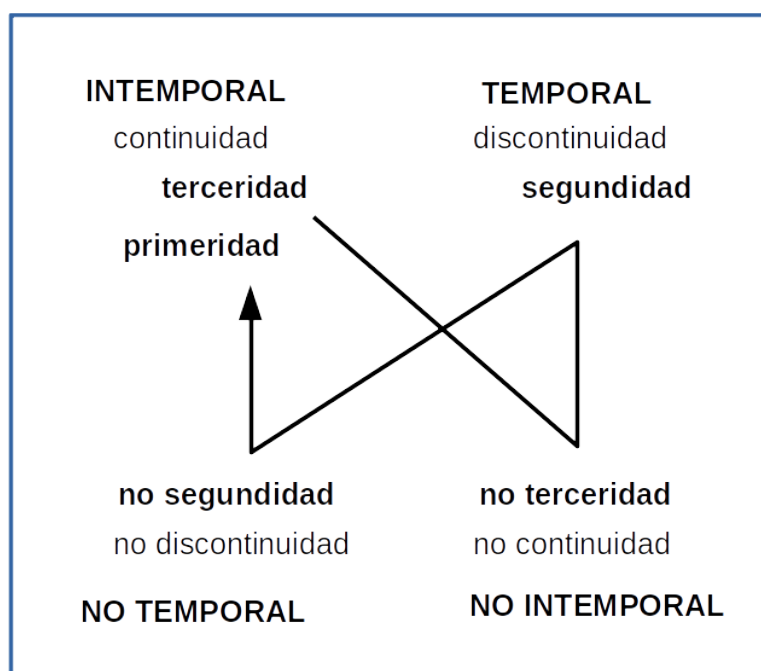 INTEMPORAL
continuidad
terceridad
primeridad
TEMPORAL
discontinuidad
segundidad
no segundidad
no discontinuidad
NO TEMPORAL
no terceridad
no continuidad
NO INTEMPORAL